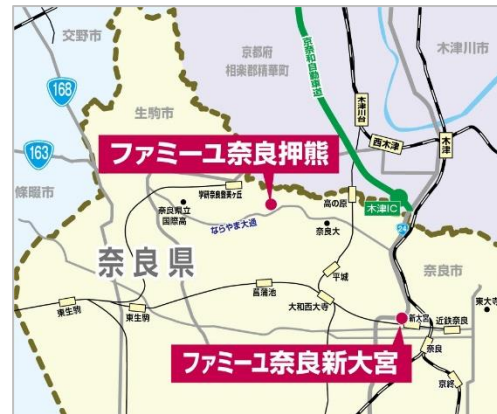 交野市
168
京都府
相楽郡精華町
京奈和自動車道
木津川市
生駒市
木津川台
163
西木津
木津
ファミーユ奈良押熊
條畷市
学研奈良登美ヶ丘
高の原
木津IC
奈良県立
国際高
ならやま大通
奈良大
24
奈良県
平城
奈良市
菖蒲池
大和西大寺
東生駒
東生駒
新大宮
近鉄奈良
東大寺
奈良
ファミーユ奈良新大宮
京終